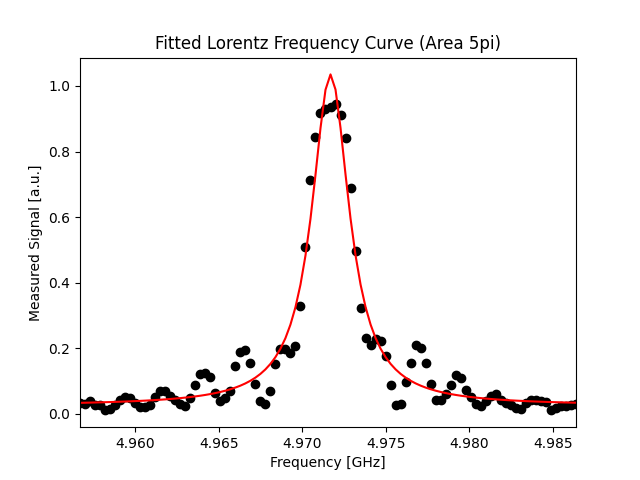 Fitted Lorentz Frequency Curve (Area 5pi)
1.0
0.8
0.6
0.4
0.2
0.0
Measured Signal [a.u.]
4.960 4.965 4.970 4.975 4.980 4.985
Frequency [GHz]